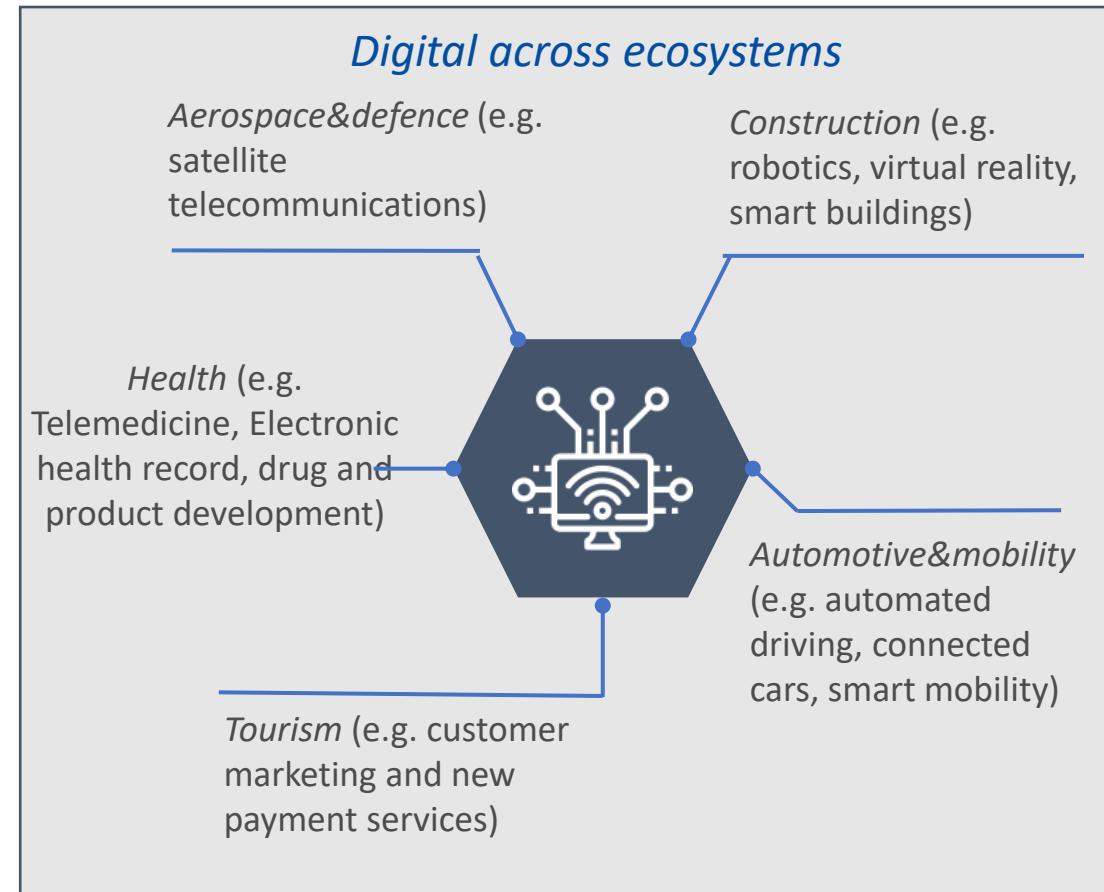 Digital across ecosystems
Aerospace&defence (e.g.
satellite
telecommunications)
Construction (e.g.
robotics, virtual reality,
smart buildings)
Health (e.g.
Telemedicine, Electronic
health record, drug and
product development)
Automotive&mobility
(e.g. automated
driving, connected
cars, smart mobility)
Tourism (e.g. customer
marketing and new
payment services)